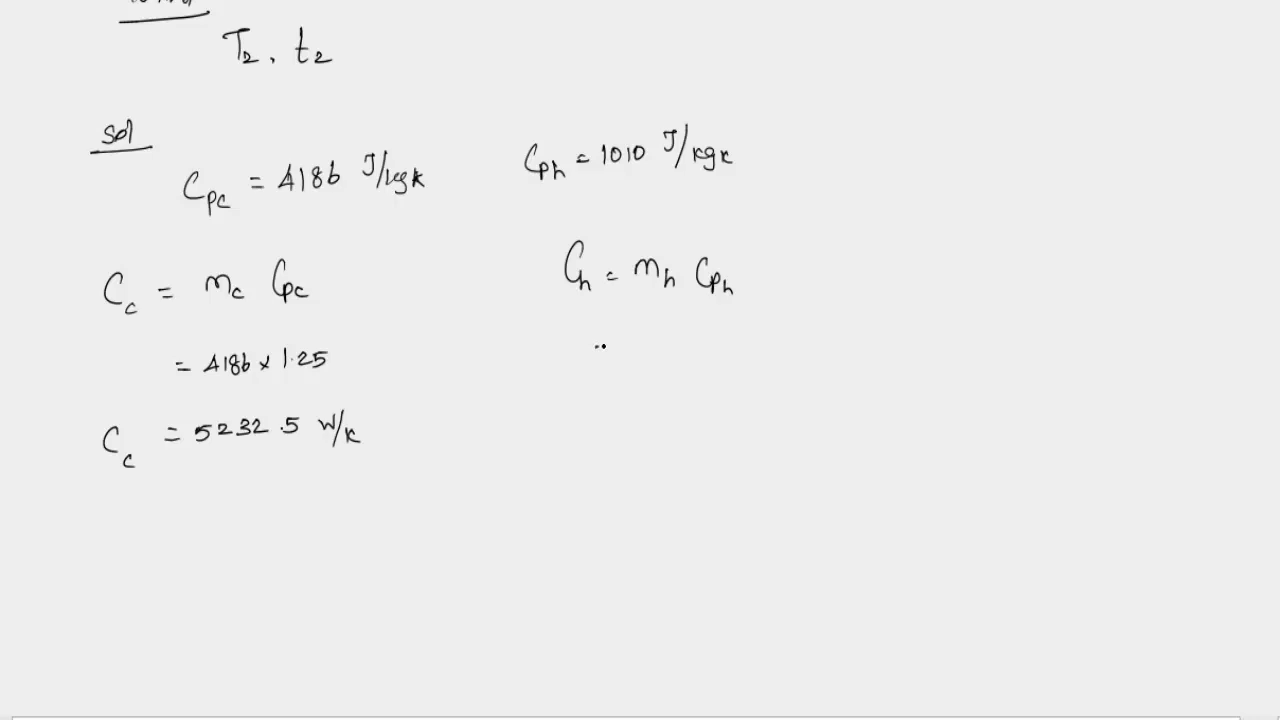 T₂, t₂
Sol
Cpc = 4186 J/kgK
Cph = 1010 J/kgK
Cc = mc Cpc
Ch = mh Cph
= 4186 × 1.25
Cc = 5232.5 W/K